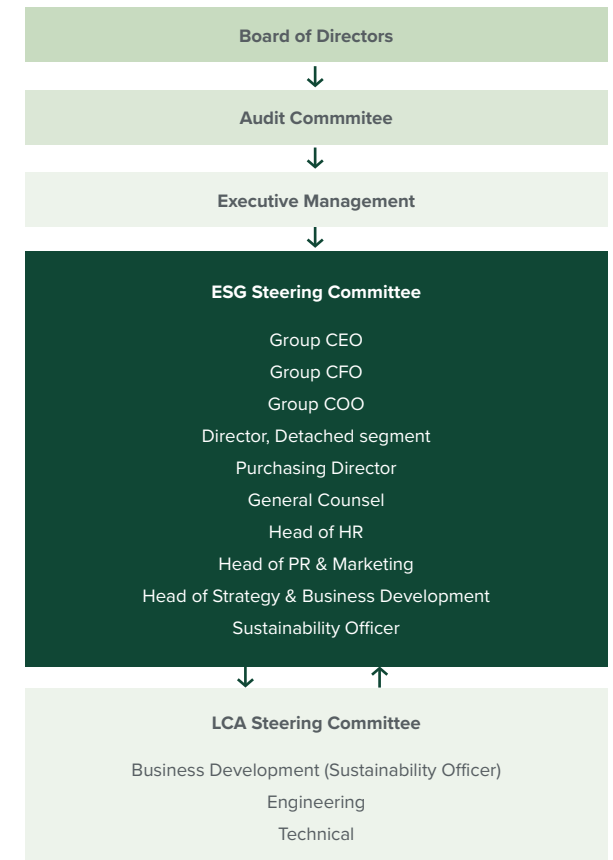 Board of Directors
Audit Commmitee
Executive Management
ESG Steering Committee
Group CEO
Group CFO
Group COO
Director, Detached segment
Purchasing Director
General Counsel
Head of HR
Head of PR & Marketing
Head of Strategy & Business Development
Sustainability Officer
LCA Steering Committee
Business Development (Sustainability Officer)
Engineering
Technical